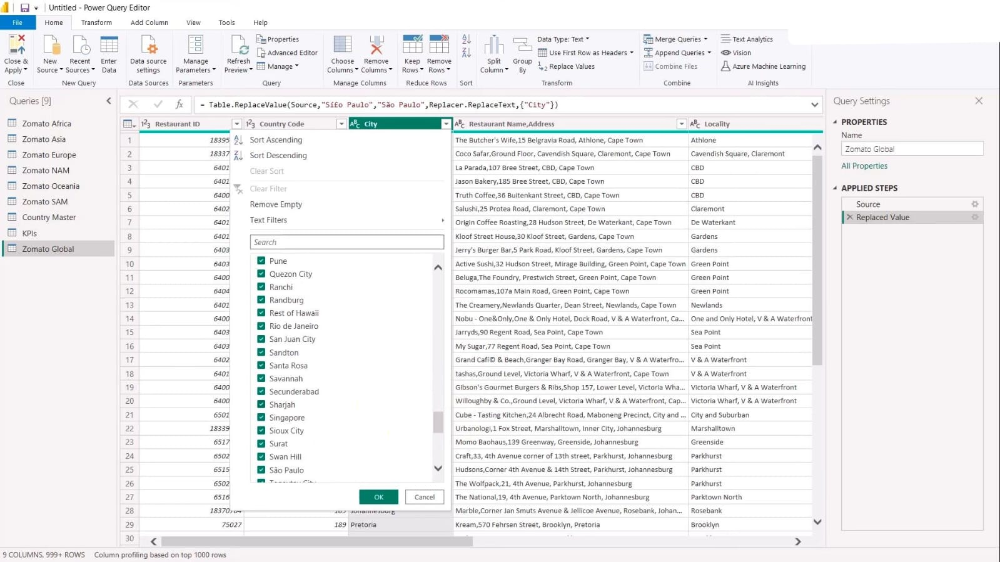 Untitled - Power Query Editor
File Home Transform Add Column View Tools Help
Close & Apply
New Source
Recent Sources
Enter Data
Data source settings
Manage Parameters
Refresh Preview
Properties
Advanced Editor
Manage
Choose Columns
Remove Columns
Keep Rows
Remove Rows
Split Column
Group By
Data Type: Text
Use First Row as Headers
Replace Values
Merge Queries
Append Queries
Combine Files
Text Analytics
Vision
Azure Machine Learning
Close New Query Data Sources Parameters Query Manage Columns Reduce Rows Sort Transform Combine AI Insights
Queries [9]
Zomato Africa
Zomato Asia
Zomato Europe
Zomato NAM
Zomato Oceania
Zomato SAM
Country Master
KPIs
Zomato Global
= Table.ReplaceValue(Source,"Sí£o Paulo","São Paulo",Replacer.ReplaceText,{"City"})
Restaurant ID Country Code City Restaurant Name,Address Locality
Sort Ascending
Sort Descending
Clear Sort
Clear Filter
Remove Empty
Text Filters
Search
Pune
Quezon City
Ranchi
Randburg
Rest of Hawaii
Rio de Janeiro
San Juan City
Sandton
Santa Rosa
Savannah
Secunderabad
Sharjah
Singapore
Sioux City
Surat
Swan Hill
São Paulo
OK Cancel
1 18395 The Butcher's Wife,15 Belgravia Road, Athlone, Cape Town Athlone
2 18337 Coco Safar,Ground Floor, Cavendish Square, Claremont, Cape Town Cavendish Square, Claremont
3 6401 La Parada,107 Bree Street, CBD, Cape Town CBD
4 6401 Jason Bakery,185 Bree Street, CBD, Cape Town CBD
5 6400 Truth Coffee,36 Buitenkant Street, CBD, Cape Town CBD
6 6402 Salushi,25 Protea Road, Claremont, Cape Town Claremont
7 6401 Origin Coffee Roasting,28 Hudson Street, De Waterkant, Cape Town De Waterkant
8 6401 Kloof Street House,30 Kloof Street, Gardens, Cape Town Gardens
9 6403 Jerry's Burger Bar,5 Park Road, Kloof Street, Gardens, Cape Town Gardens
10 6403 Active Sushi,32 Hudson Street, Mirage Building, Green Point, Cape Town Green Point
11 6400 Beluga,The Foundry, Prestwich Street, Green Point, Cape Town Green Point
12 6404 Rocomamas,107a Main Road, Green Point, Cape Town Green Point
13 6401 The Creamery,Newlands Quarter, Dean Street, Newlands, Cape Town Newlands
14 6400 Nobu - One&Only,One & Only Hotel, Dock Road, V & A Waterfront, Ca... One and Only Hotel, V & A Waterfront
15 6403 Jarryds,90 Regent Road, Sea Point, Cape Town Sea Point
16 6403 My Sugar,77 Regent Road, Sea Point, Cape Town Sea Point
17 6402 Grand Café© & Beach,Granger Bay Road, Granger Bay, V & A Waterfro... V & A Waterfront
18 6401 tashas,Ground Level, Victoria Wharf, V & A Waterfront, Cape Town V & A Waterfront
19 6400 Gibson's Gourmet Burgers & Ribs,Shop 157, Lower Level, Victoria Wha... Victoria Wharf, V & A Waterfront
20 6400 Willoughby & Co.,Ground Level, Victoria Wharf, V & A Waterfront, Cap... Victoria Wharf, V & A Waterfront
21 6501 Cube - Tasting Kitchen,24 Albrecht Road, Maboneng Precinct, City and ... City and Suburban
22 18339 Urbanologi,1 Fox Street, Marshalltown, Inner City, Johannesburg Marshalltown
23 6517 Momo Baohaus,139 Greenway, Greenside, Johannesburg Greenside
24 6502 Craft,33, 4th Avenue corner of 13th street, Parkhurst, Johannesburg Parkhurst
25 6515 Hudsons,Corner 4th Avenue & 14th Street, Parkhurst, Johannesburg Parkhurst
26 6502 The Wolfpack,21, 4th Avenue, Parkhurst, Johannesburg Parkhurst
27 6516 The National,19, 4th Avenue, Parktown North, Johannesburg Parktown North
28 18370704 189 Johannesburg Marble,Corner Jan Smuts Avenue & Jellicoe Avenue, Rosebank, Johan... Rosebank
29 75027 189 Pretoria Kream,570 Fehrsen Street, Brooklyn, Pretoria Brooklyn
30
Query Settings
PROPERTIES
Name
Zomato Global
All Properties
APPLIED STEPS
Source
Replaced Value
9 COLUMNS, 999+ ROWS Column profiling based on top 1000 rows